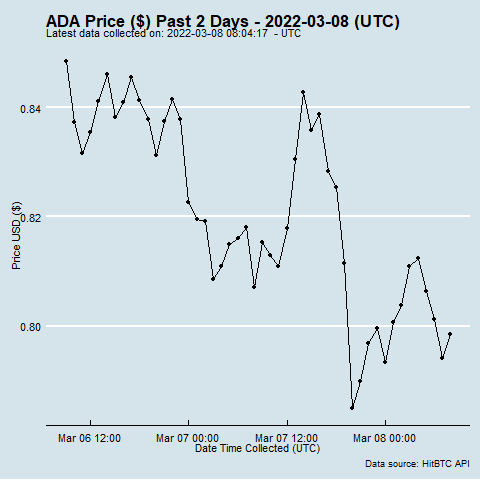 ADA Price ($) Past 2 Days - 2022-03-08 (UTC)
Latest data collected on: 2022-03-08 08:04:17 - UTC
0.84
0.82
0.80
Price USD ($)
Mar 06 12:00 Mar 07 00:00 Mar 07 12:00 Mar 08 00:00
Date Time Collected (UTC)
Data source: HitBTC API